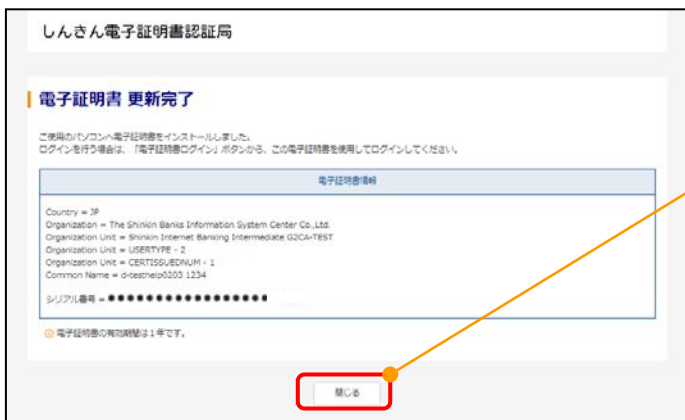 しんきん電子証明書認証局
電子証明書 更新完了
ご使用のパソコンへ電子証明書をインストールしました。
ログインを行う場合は、「電子証明書ログイン」ボタンから、この電子証明書を使用してログインしてください。
電子証明書情報
Country = JP
Organization = The Shinkin Banks Information System Center Co.,Ltd.
Organization Unit = Shinkin Internet Banking Intermediate G2CA-TEST
Organization Unit = USERTYPE - 2
Organization Unit = CERTISSUEDNUM - 1
Common Name = d-testhelp0203 1234
シリアル番号 = ●●●●●●●●●●●●●●●●●
電子証明書の有効期間は1年です。
閉じる